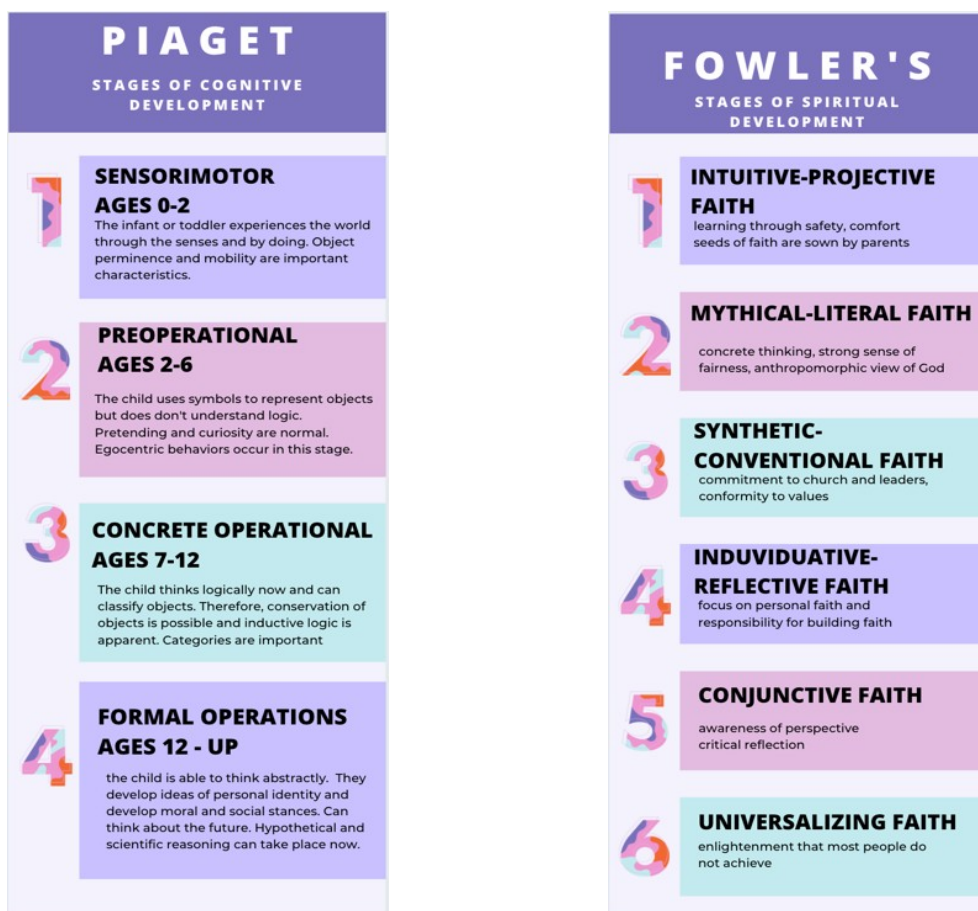 PIAGET
STAGES OF COGNITIVE
DEVELOPMENT
1
SENSORIMOTOR
AGES 0-2
The infant or toddler experiences the world
through the senses and by doing. Object
perminence and mobility are important
characteristics.
2
PREOPERATIONAL
AGES 2-6
The child uses symbols to represent objects
but does don't understand logic.
Pretending and curiosity are normal.
Egocentric behaviors occur in this stage.
3
CONCRETE OPERATIONAL
AGES 7-12
The child thinks logically now and can
classify objects. Therefore, conservation of
objects is possible and inductive logic is
apparent. Categories are important
4
FORMAL OPERATIONS
AGES 12 - UP
the child is able to think abstractly. They
develop ideas of personal identity and
develop moral and social stances. Can
think about the future. Hypothetical and
scientific reasoning can take place now.
FOWLER'S
STAGES OF SPIRITUAL
DEVELOPMENT
1
INTUITIVE-PROJECTIVE
FAITH
learning through safety, comfort
seeds of faith are sown by parents
2
MYTHICAL-LITERAL FAITH
concrete thinking, strong sense of
fairness, anthropomorphic view of God
3
SYNTHETIC-
CONVENTIONAL FAITH
commitment to church and leaders,
conformity to values
4
INDUVIDUATIVE-
REFLECTIVE FAITH
focus on personal faith and
responsibility for building faith
5
CONJUNCTIVE FAITH
awareness of perspective
critical reflection
6
UNIVERSALIZING FAITH
enlightenment that most people do
not achieve